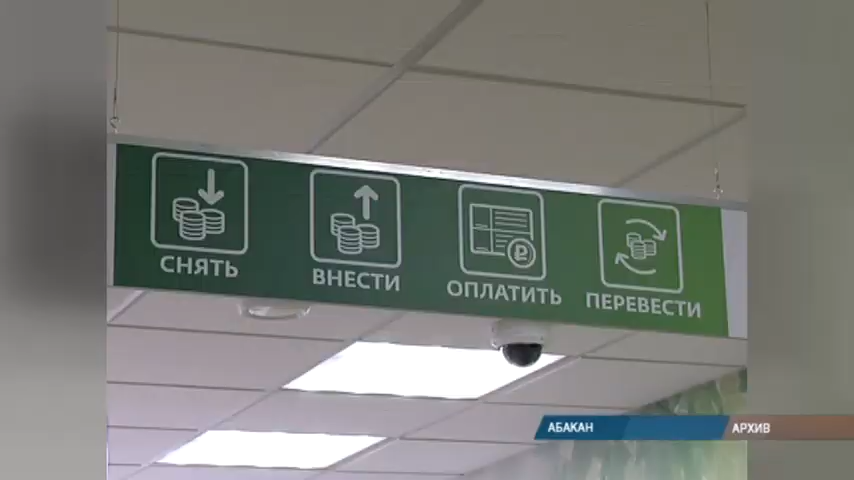 СНЯТЬ
ВНЕСТИ
ОПЛАТИТЬ
ПЕРЕВЕСТИ
АБАКАН
АРХИВ